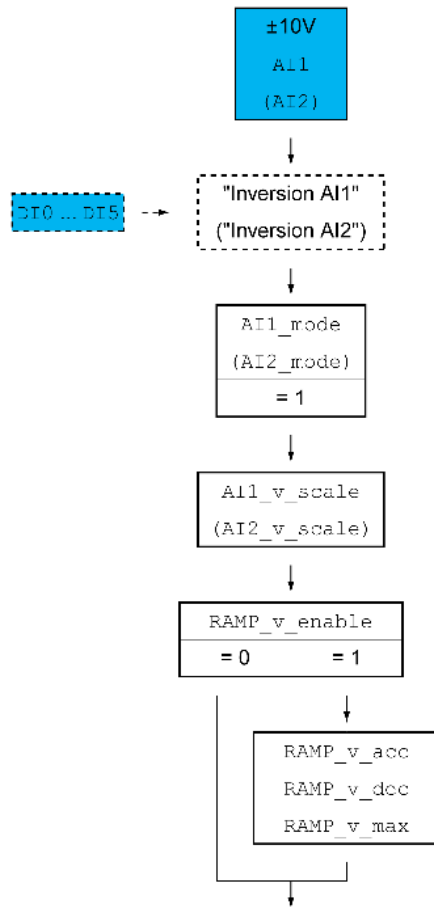 ±10V
AI1
(AI2)
"Inversion AI1"
("Inversion AI2")
DI0 ... DI5
AI1_mode
(AI2_mode)
= 1
AI1_v_scale
(AI2_v_scale)
RAMP_v_enable
= 0 = 1
RAMP_v_acc
RAMP_v_dec
RAMP_v_max